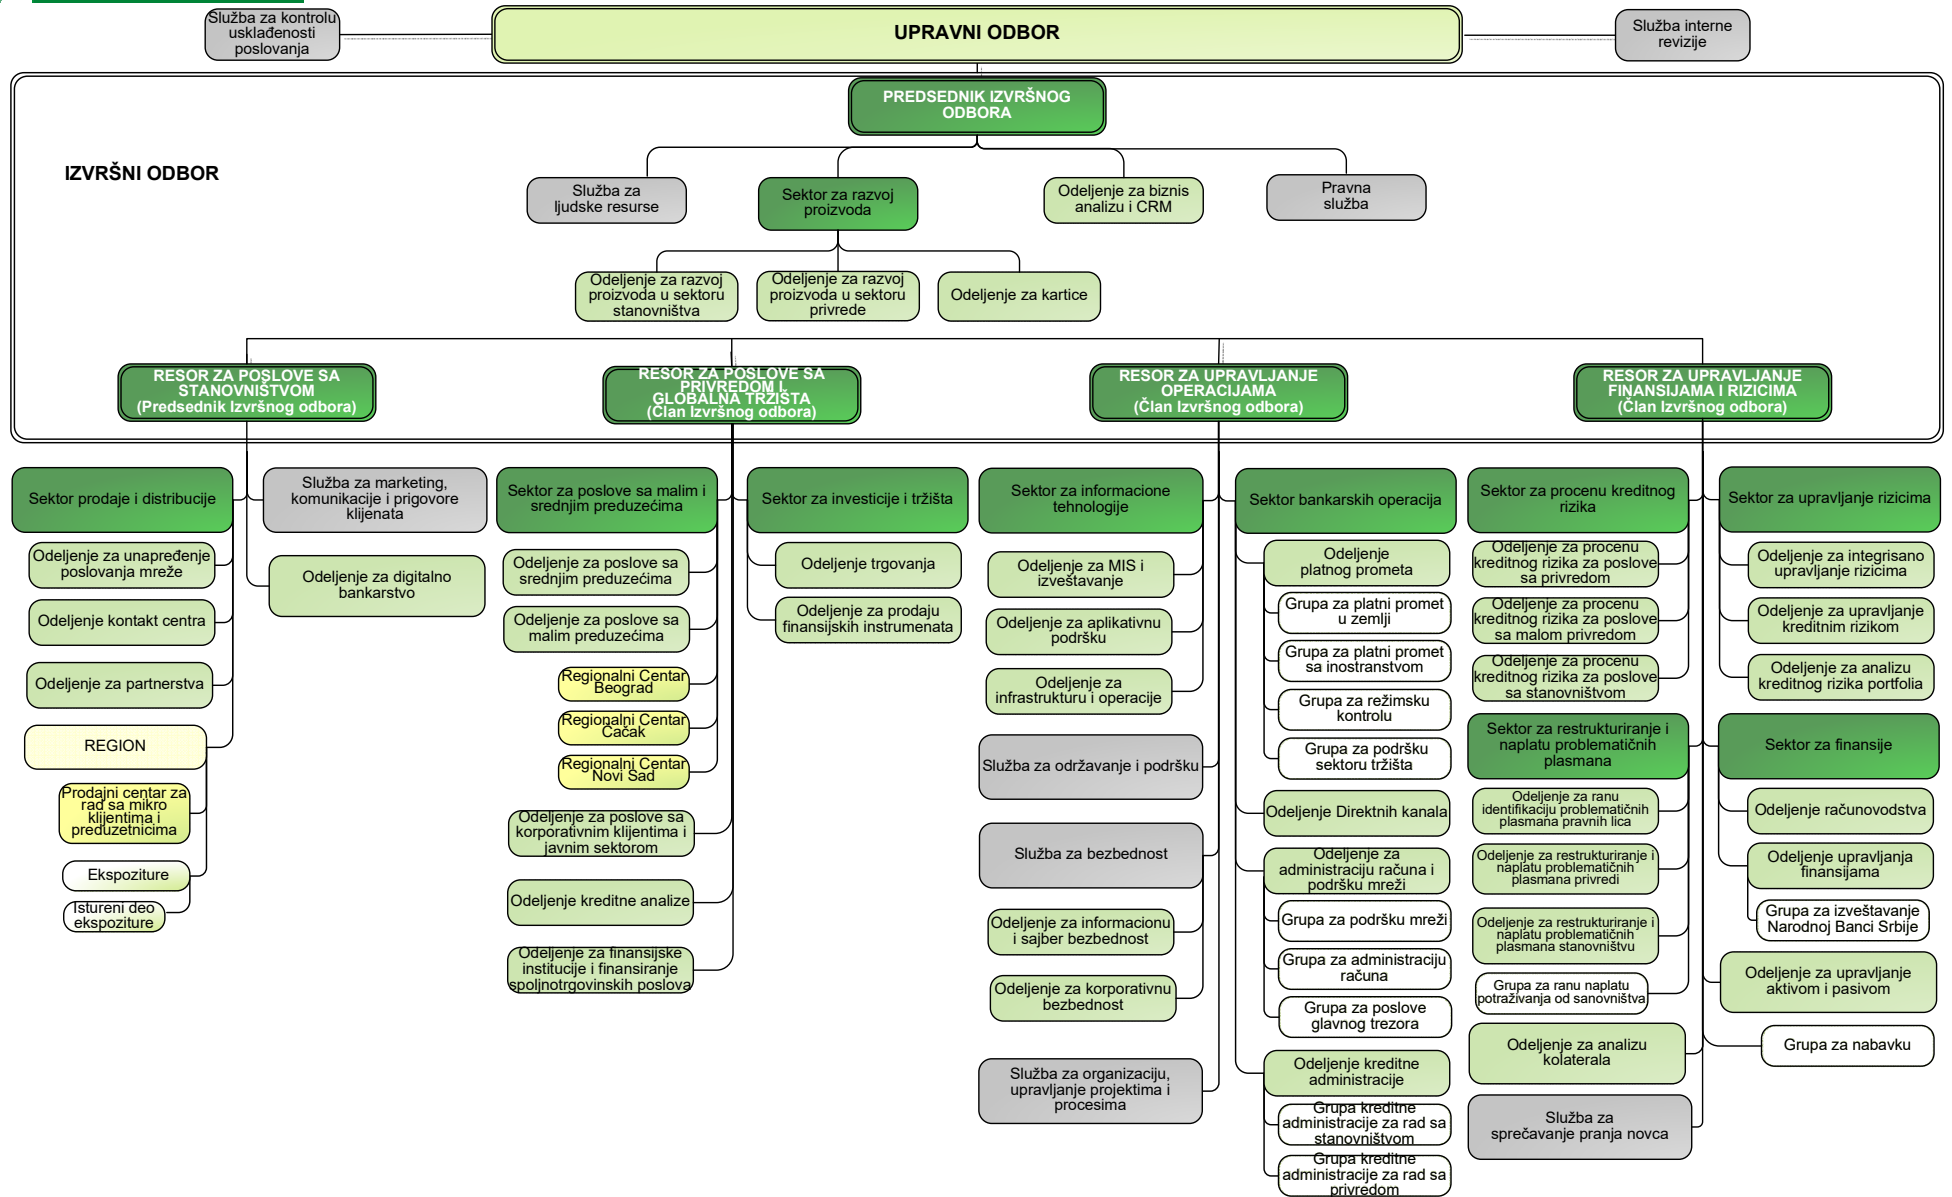 Služba za kontrolu
usklađenosti
poslovanja
UPRAVNI ODBOR
Služba interne
revizije
PREDSEDNIK IZVRŠNOG
ODBORA
IZVRŠNI ODBOR
Služba za
ljudske resurse
Sektor za razvoj
proizvoda
Odeljenje za biznis
analizu i CRM
Pravna
služba
Odeljenje za razvoj
proizvoda u sektoru
stanovništva
Odeljenje za razvoj
proizvoda u sektoru
privrede
Odeljenje za kartice
RESOR ZA POSLOVE SA
STANOVNIŠTVOM
(Predsednik Izvršnog odbora)
RESOR ZA POSLOVE SA
PRIVREDOM I
GLOBALNA TRŽIŠTA
(Član Izvršnog odbora)
RESOR ZA UPRAVLJANJE
OPERACIJAMA
(Član Izvršnog odbora)
RESOR ZA UPRAVLJANJE
FINANSIJAMA I RIZICIMA
(Član Izvršnog odbora)
Sektor prodaje i distribucije
Služba za marketing,
komunikacije i prigovore
klijenata
Odeljenje za unapređenje
poslovanja mreže
Odeljenje za digitalno
bankarstvo
Odeljenje kontakt centra
Odeljenje za partnerstva
REGION
Prodajni centar za
rad sa mikro
klijentima i
preduzetnicima
Ekspoziture
Istureni deo
ekspoziture
Sektor za poslove sa malim i
srednjim preduzećima
Sektor za investicije i tržišta
Odeljenje za poslove sa
srednjim preduzećima
Odeljenje trgovanja
Odeljenje za poslove sa
malim preduzećima
Odeljenje za prodaju
finansijskih instrumenata
Regionalni Centar
Beograd
Regionalni Centar
Čačak
Regionalni Centar
Novi Sad
Odeljenje za poslove sa
korporativnim klijentima i
javnim sektorom
Odeljenje kreditne analize
Odeljenje za finansijske
institucije i finansiranje
spoljnotrgovinskih poslova
Sektor za informacione
tehnologije
Sektor bankarskih operacija
Odeljenje za MIS i
izveštavanje
Odeljenje za aplikativnu
podršku
Odeljenje za
infrastrukturu i operacije
Služba za održavanje i podršku
Služba za bezbednost
Odeljenje za informacionu
i sajber bezbednost
Odeljenje za korporativnu
bezbednost
Služba za organizaciju,
upravljanje projektima i
procesima
Odeljenje
platnog prometa
Grupa za platni promet
u zemlji
Grupa za platni promet
sa inostranstvom
Grupa za režimsku
kontrolu
Grupa za podršku
sektoru tržišta
Odeljenje Direktnih kanala
Odeljenje za
administraciju računa i
podršku mreži
Grupa za podršku mreži
Grupa za administraciju
računa
Grupa za poslove
glavnog trezora
Odeljenje kreditne
administracije
Grupa kreditne
administracije za rad sa
stanovništvom
Grupa kreditne
administracije za rad sa
privredom
Sektor za procenu kreditnog
rizika
Sektor za upravljanje rizicima
Odeljenje za procenu
kreditnog rizika za poslove
sa privredom
Odeljenje za procenu
kreditnog rizika za poslove
sa malom privredom
Odeljenje za procenu
kreditnog rizika za poslove
sa stanovništvom
Sektor za restrukturiranje i
naplatu problematičnih
plasmana
Odeljenje za ranu
identifikaciju problematičnih
plasmana pravnih lica
Odeljenje za restrukturiranje i
naplatu problematičnih
plasmana privredi
Odeljenje za restrukturiranje i
naplatu problematičnih
plasmana stanovništvu
Grupa za ranu naplatu
potraživanja od sanovništva
Odeljenje za analizu
kolaterala
Služba za
sprečavanje pranja novca
Odeljenje za integrisano
upravljanje rizicima
Odeljenje za upravljanje
kreditnim rizikom
Odeljenje za analizu
kreditnog rizika portfolia
Sektor za finansije
Odeljenje računovodstva
Odeljenje upravljanja
finansijama
Grupa za izveštavanje
Narodnoj Banci Srbije
Odeljenje za upravljanje
aktivom i pasivom
Grupa za nabavku